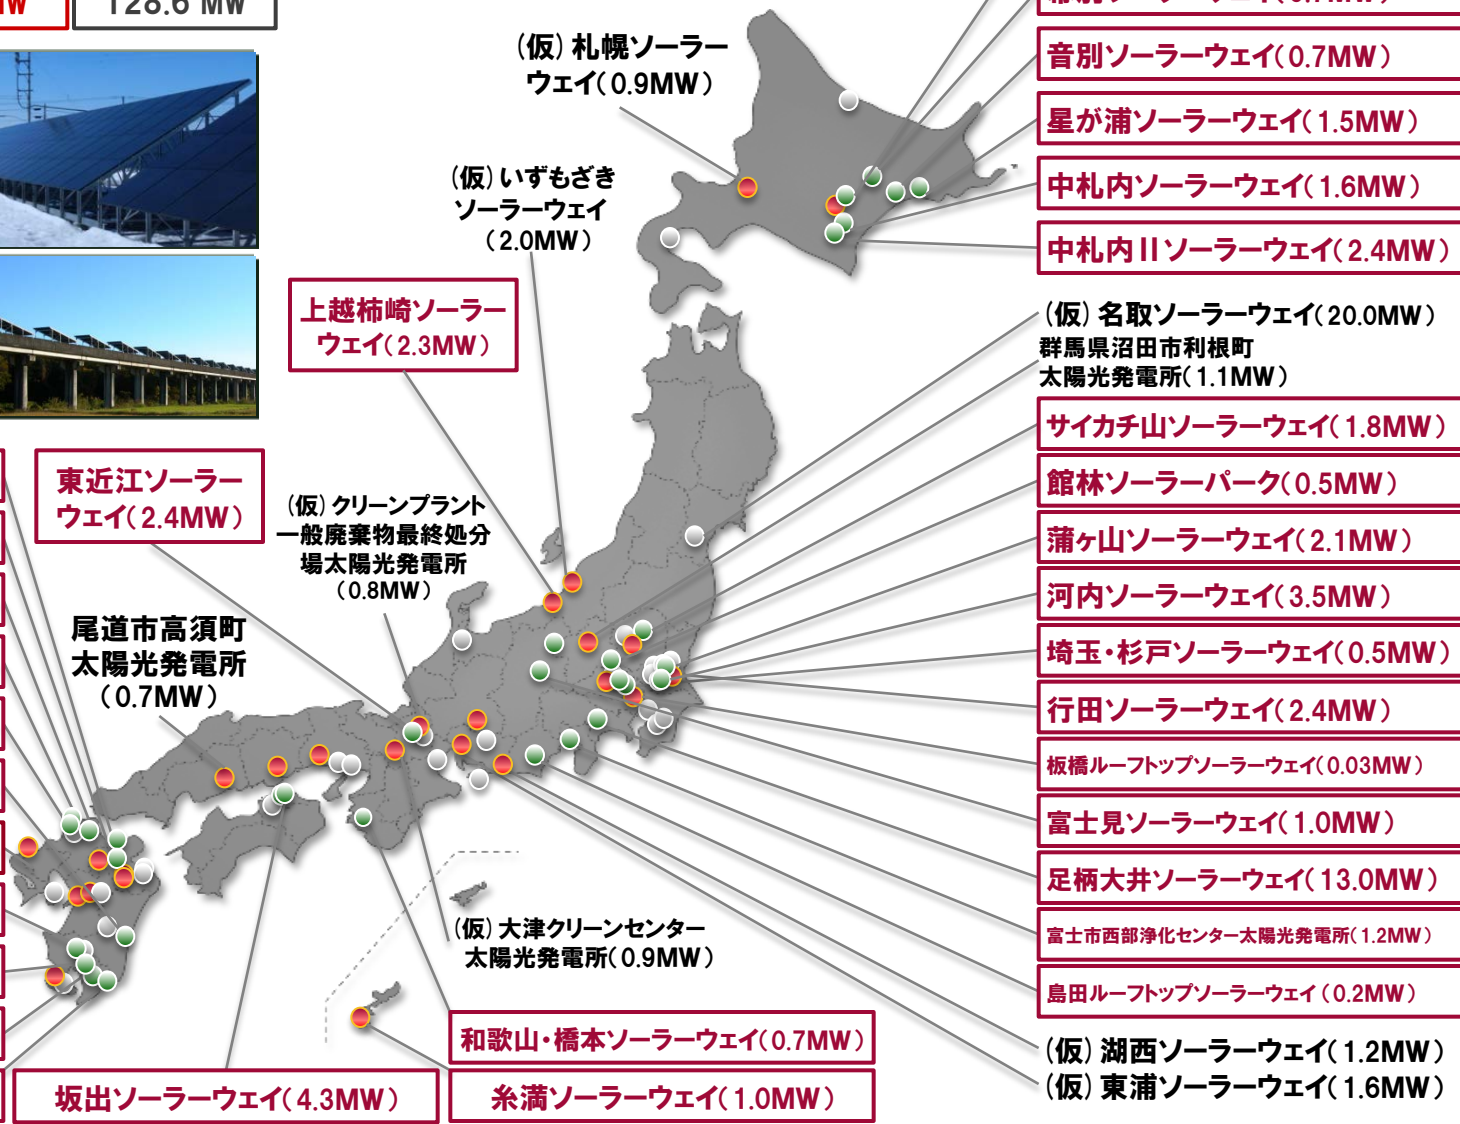 MW
128.6 MW
(仮)札幌ソーラー
ウェイ(0.9MW)
(仮)いずもざき
ソーラーウェイ
(2.0MW)
上越柿崎ソーラー
ウェイ(2.3MW)
東近江ソーラー
ウェイ(2.4MW)
(仮)クリーンプラント
一般廃棄物最終処分
場太陽光発電所
(0.8MW)
尾道市高須町
太陽光発電所
(0.7MW)
音別ソーラーウェイ(0.7MW)
星が浦ソーラーウェイ(1.5MW)
中札内ソーラーウェイ(1.6MW)
中札内IIソーラーウェイ(2.4MW)
(仮)名取ソーラーウェイ(20.0MW)
群馬県沼田市利根町
太陽光発電所(1.1MW)
サイカチ山ソーラーウェイ(1.8MW)
館林ソーラーパーク(0.5MW)
蒲ヶ山ソーラーウェイ(2.1MW)
河内ソーラーウェイ(3.5MW)
埼玉・杉戸ソーラーウェイ(0.5MW)
行田ソーラーウェイ(2.4MW)
板橋ルーフトップソーラーウェイ(0.03MW)
富士見ソーラーウェイ(1.0MW)
足柄大井ソーラーウェイ(13.0MW)
富士市西部浄化センター太陽光発電所(1.2MW)
島田ルーフトップソーラーウェイ(0.2MW)
(仮)湖西ソーラーウェイ(1.2MW)
(仮)東浦ソーラーウェイ(1.6MW)
(仮)大津クリーンセンター
太陽光発電所(0.9MW)
和歌山・橋本ソーラーウェイ(0.7MW)
坂出ソーラーウェイ(4.3MW)
糸満ソーラーウェイ(1.0MW)